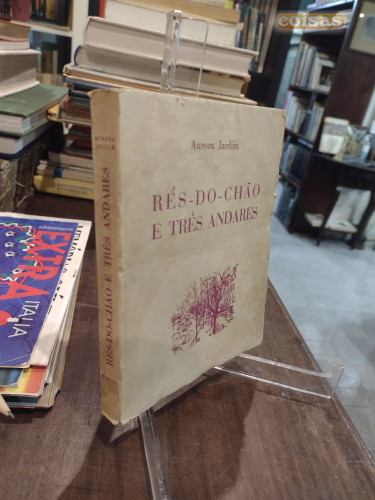 coisas
Aurora Jardim
RÉS-DO-CHÃO
E TRÊS ANDARES
AURORA
JARDIM
RÉS-DO-CHÃO E TRÊS ANDARES
EXTRA
ITALIA